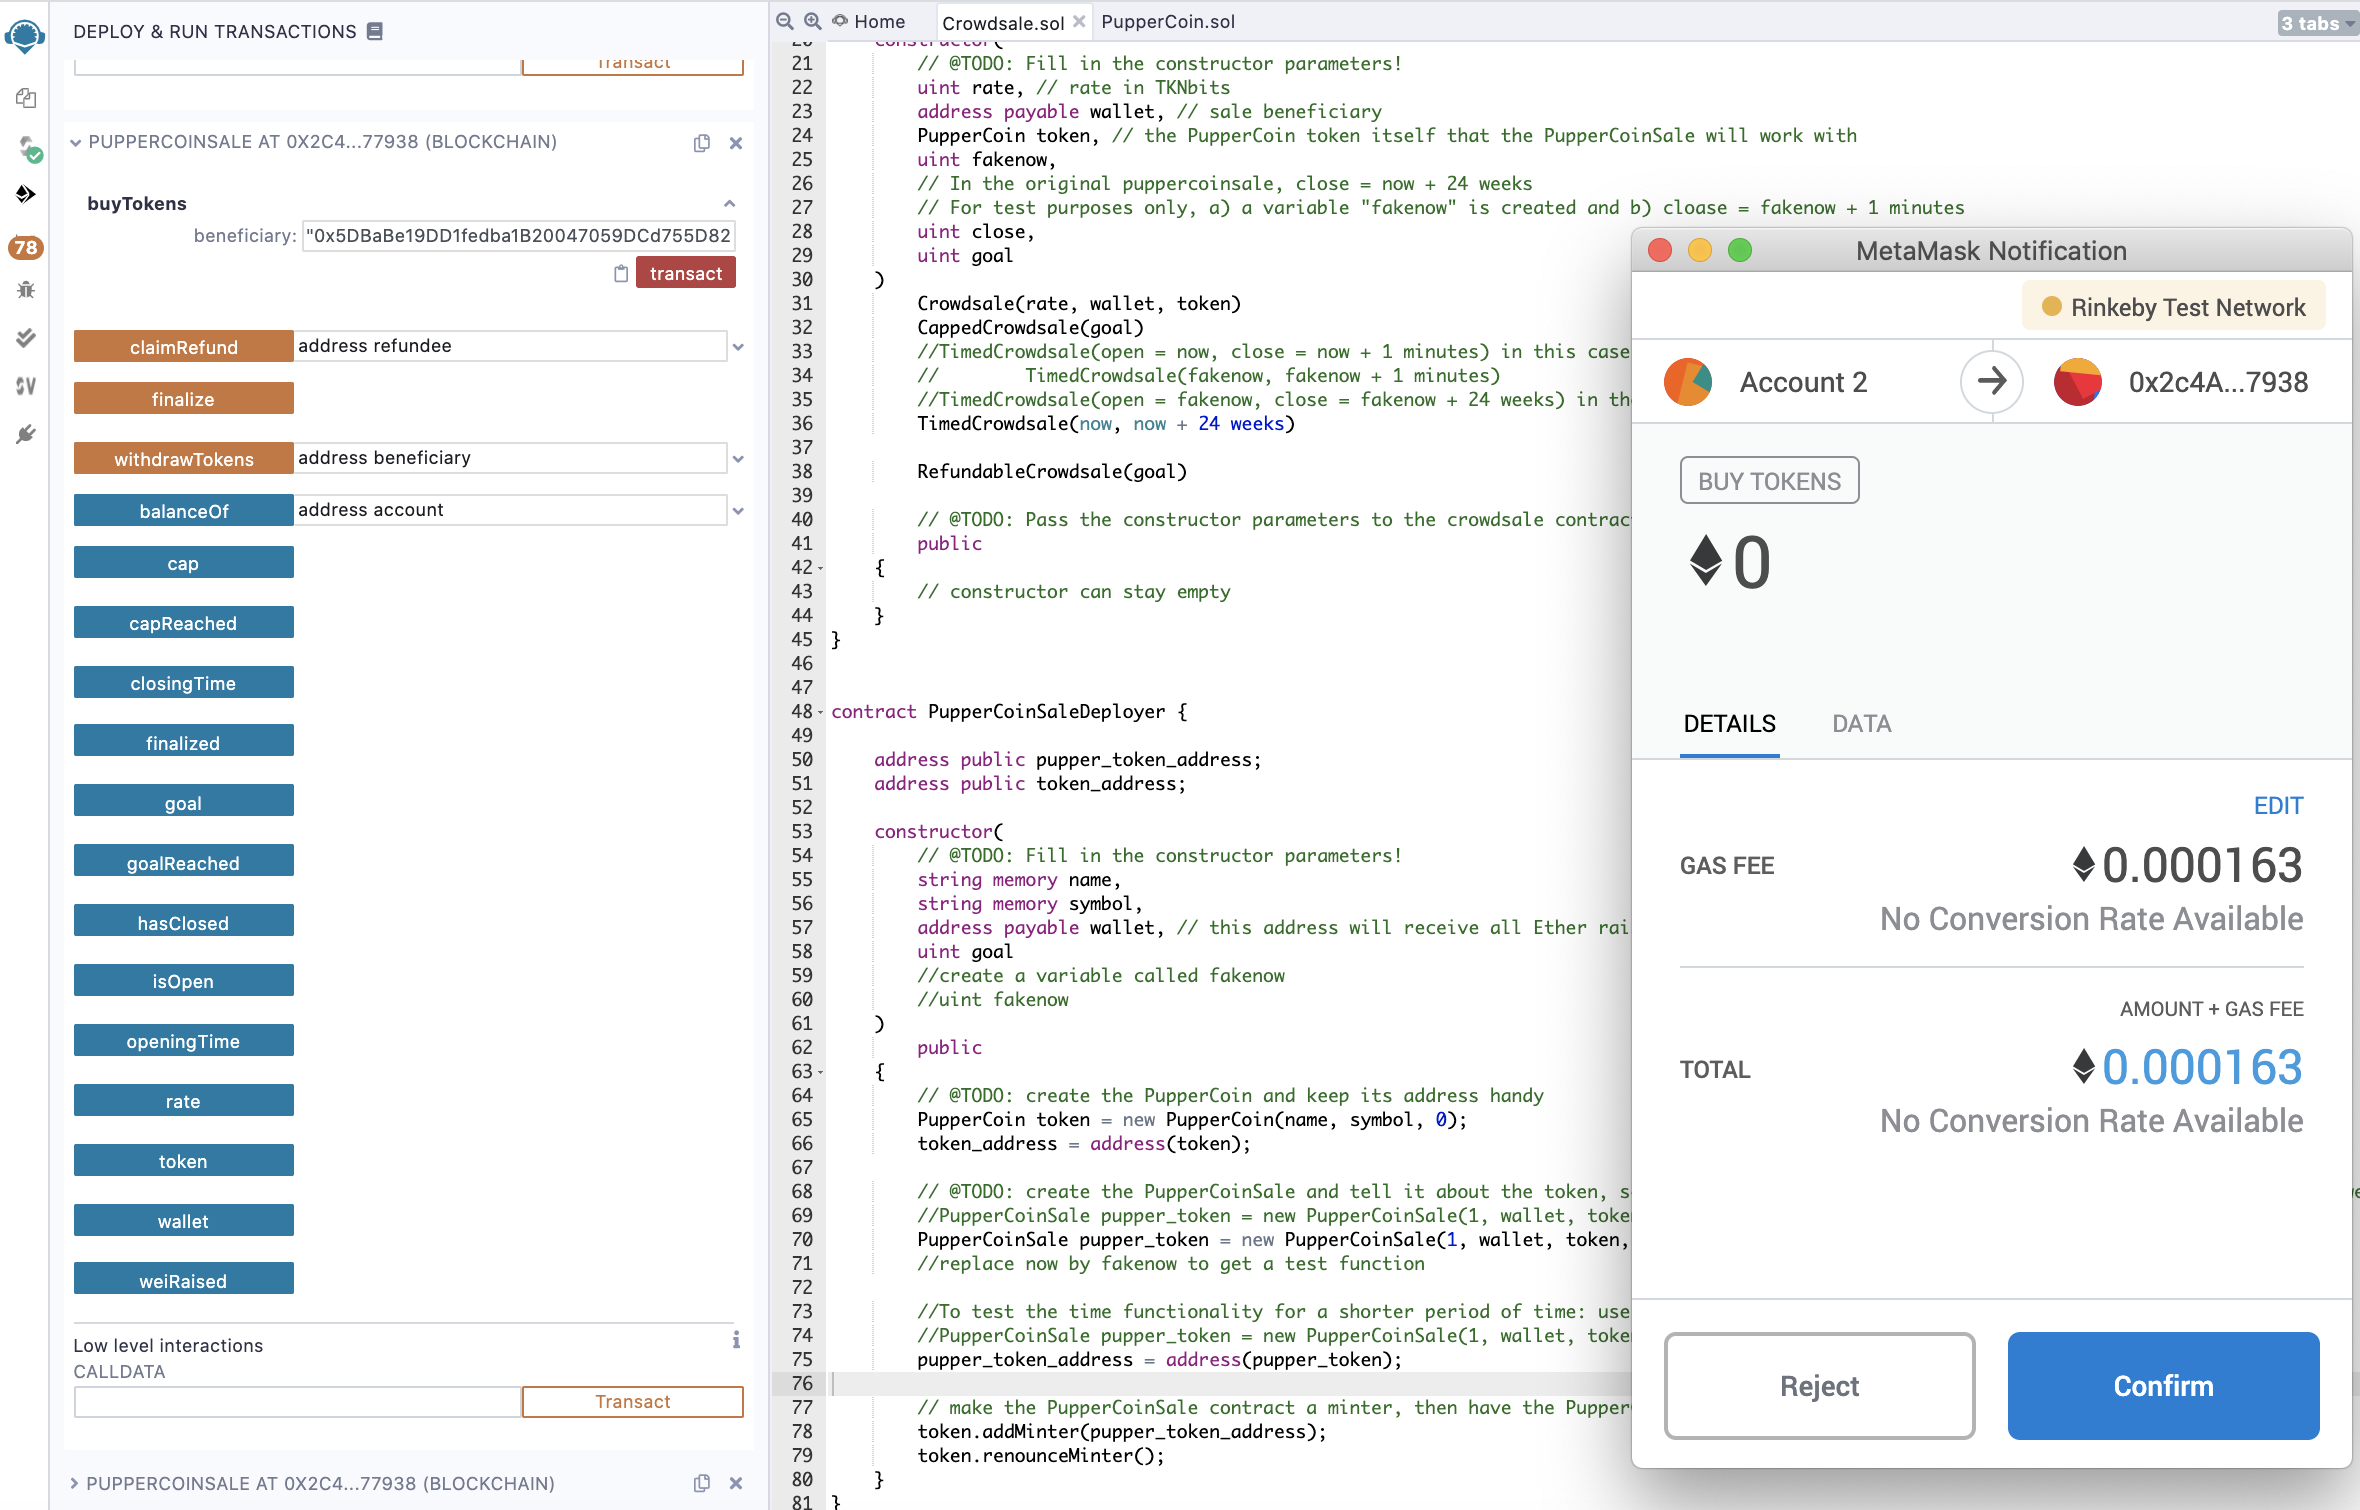 DEPLOY & RUN TRANSACTIONS
Transact
PUPPERCOINSALE AT 0X2C4...77938 (BLOCKCHAIN)
buyTokens
beneficiary: "0x5DBaBe19DD1fedba1B20047059DCd755D82
transact
78
claimRefund address refundee
finalize
withdrawTokens address beneficiary
balanceOf address account
cap
capReached
closingTime
finalized
goal
goalReached
hasClosed
isOpen
openingTime
rate
token
wallet
weiRaised
Low level interactions
CALLDATA
Transact
PUPPERCOINSALE AT 0X2C4...77938 (BLOCKCHAIN)
Home
Crowdsale.sol
PupperCoin.sol
3 tabs
20 constructor(
21 // @TODO: Fill in the constructor parameters!
22 uint rate, // rate in TKNbits
23 address payable wallet, // sale beneficiary
24 PupperCoin token, // the PupperCoin token itself that the PupperCoinSale will work with
25 uint fakenow,
26 // In the original puppercoinsale, close = now + 24 weeks
27 // For test purposes only, a) a variable "fakenow" is created and b) cloase = fakenow + 1 minutes
28 uint close,
29 uint goal
30 )
31 Crowdsale(rate, wallet, token)
32 CappedCrowdsale(goal)
33 //TimedCrowdsale(open = now, close = now + 1 minutes) in this case
34 // TimedCrowdsale(fakenow, fakenow + 1 minutes)
35 //TimedCrowdsale(open = fakenow, close = fakenow + 24 weeks) in th
36 TimedCrowdsale(now, now + 24 weeks)
37
38 RefundableCrowdsale(goal)
39
40 // @TODO: Pass the constructor parameters to the crowdsale contrac
41 public
42 {
43 // constructor can stay empty
44 }
45 }
46
47
48 contract PupperCoinSaleDeployer {
49
50 address public pupper_token_address;
51 address public token_address;
52
53 constructor(
54 // @TODO: Fill in the constructor parameters!
55 string memory name,
56 string memory symbol,
57 address payable wallet, // this address will receive all Ether rai
58 uint goal
59 //create a variable called fakenow
60 //uint fakenow
61 )
62 public
63 {
64 // @TODO: create the PupperCoin and keep its address handy
65 PupperCoin token = new PupperCoin(name, symbol, 0);
66 token_address = address(token);
67
68 // @TODO: create the PupperCoinSale and tell it about the token, s
69 //PupperCoinSale pupper_token = new PupperCoinSale(1, wallet, toke
70 PupperCoinSale pupper_token = new PupperCoinSale(1, wallet, token,
71 //replace now by fakenow to get a test function
72
73 //To test the time functionality for a shorter period of time: use
74 //PupperCoinSale pupper_token = new PupperCoinSale(1, wallet, toke
75 pupper_token_address = address(pupper_token);
76
77 // make the PupperCoinSale contract a minter, then have the Pupper
78 token.addMinter(pupper_token_address);
79 token.renounceMinter();
80 }
81 }
MetaMask Notification
Rinkeby Test Network
Account 2
0x2c4A...7938
BUY TOKENS
0
DETAILS
DATA
EDIT
GAS FEE
0.000163
No Conversion Rate Available
AMOUNT + GAS FEE
TOTAL
0.000163
No Conversion Rate Available
Reject
Confirm